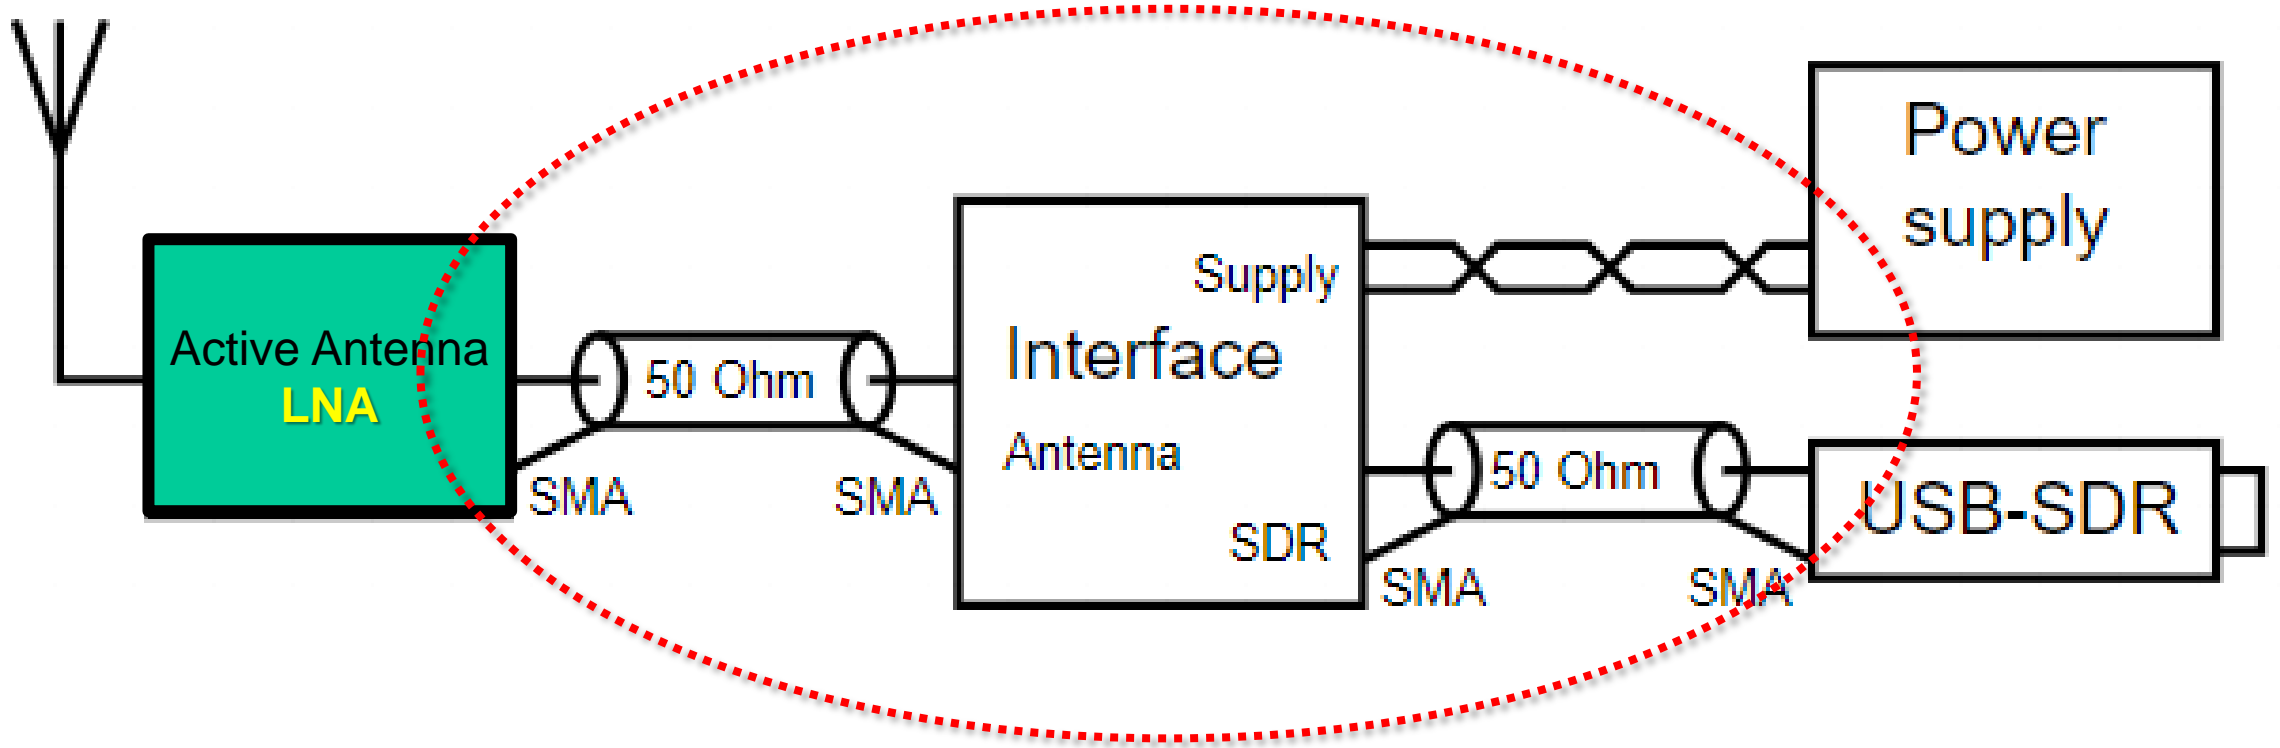 Power
supply
Supply
Active Antenna
LNA
50 Ohm
Interface
Antenna
50 Ohm
SMA
SMA
USB-SDR
SDR
SMA
SMA